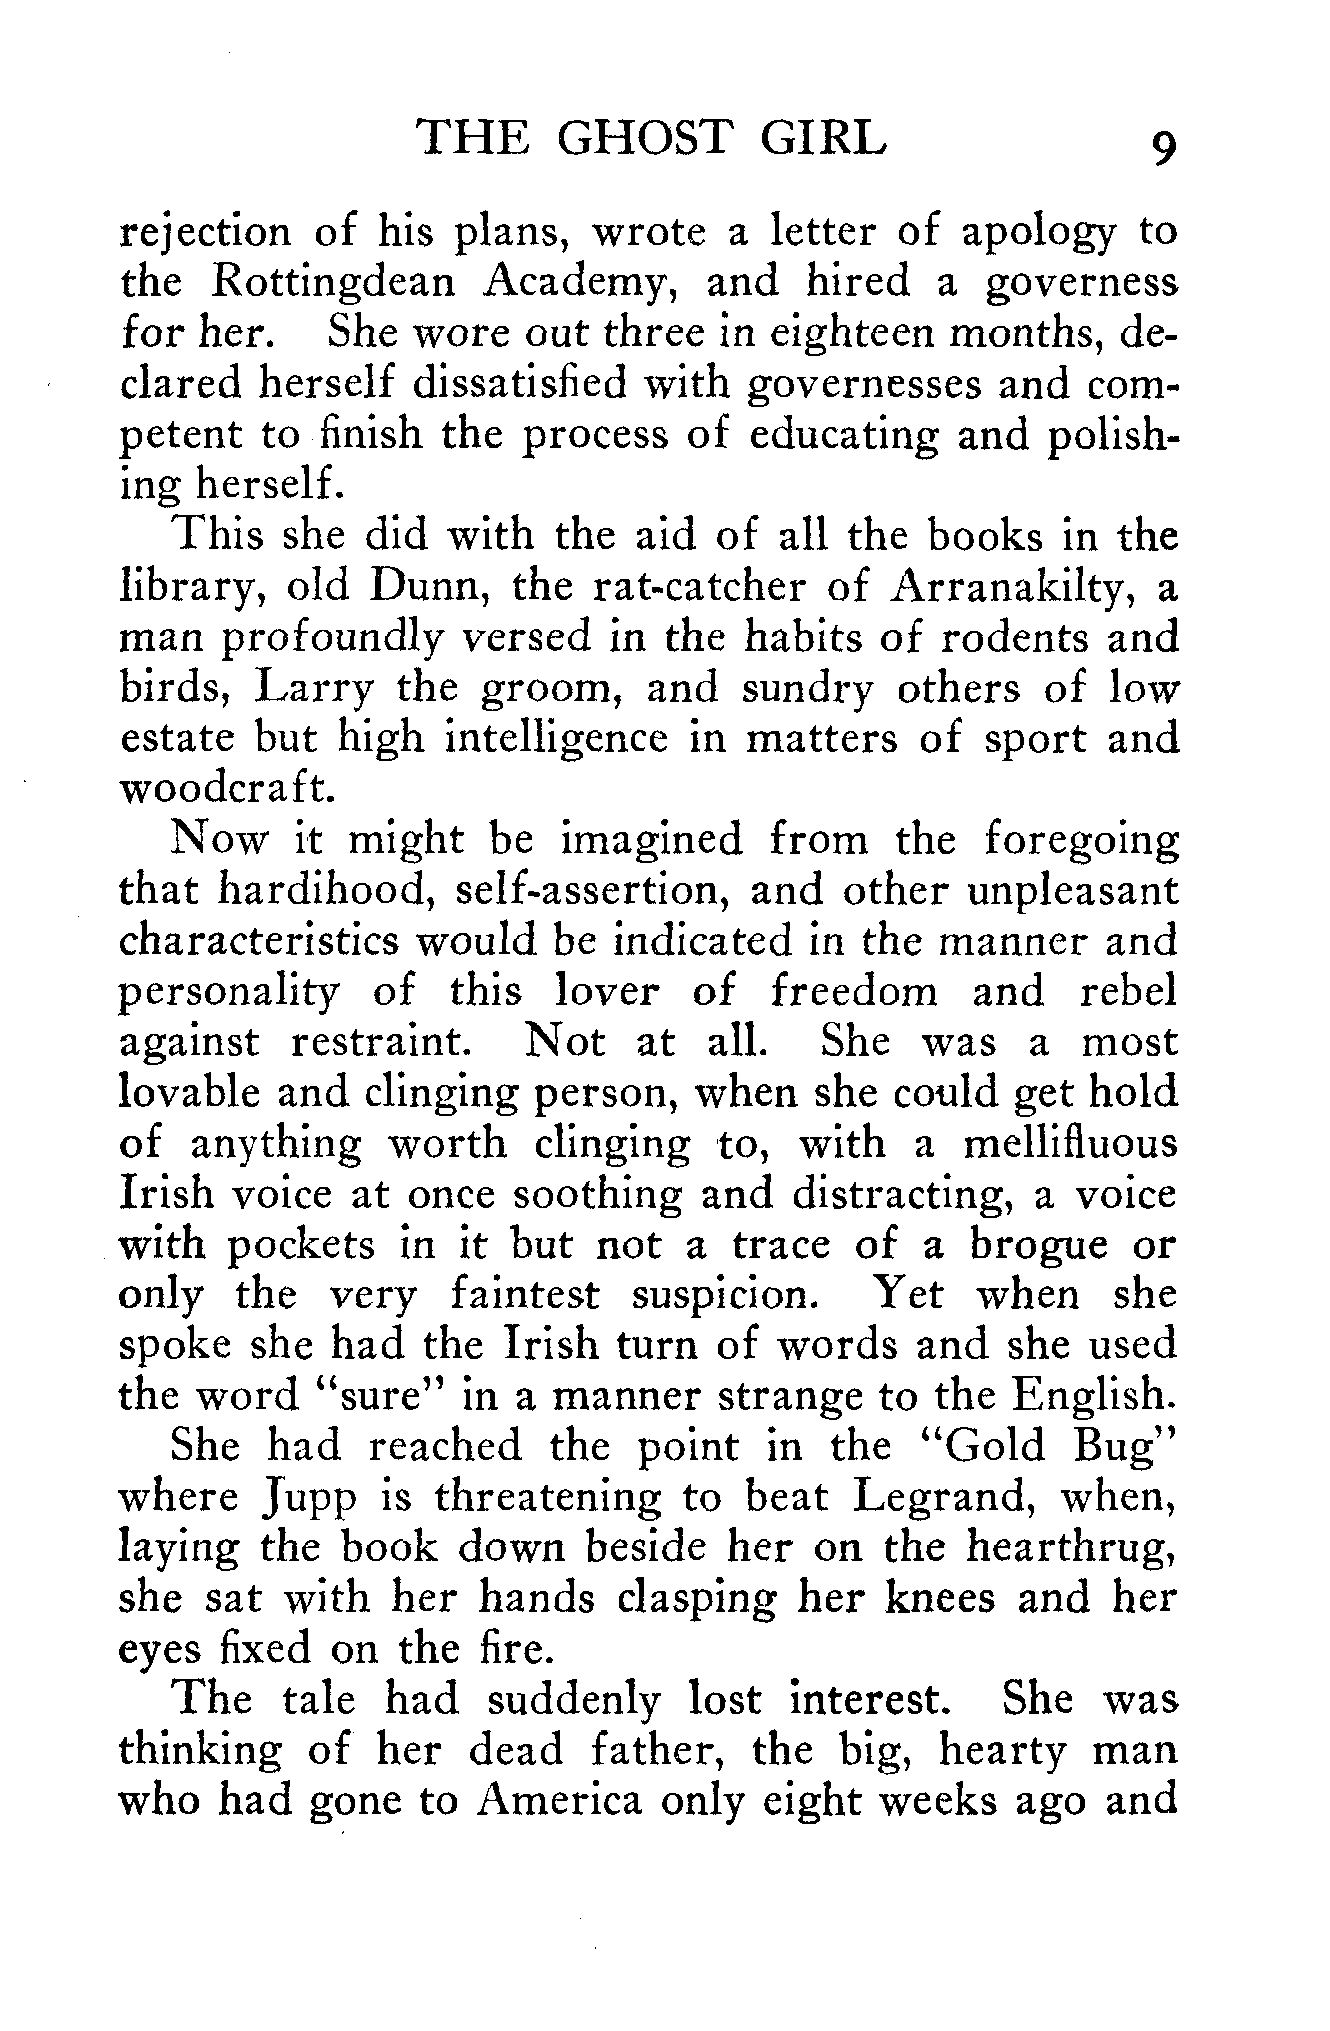 THE GHOST GIRL 9
rejection of his plans, wrote a letter of apology to
the Rottingdean Academy, and hired a governess
for her. She wore out three in eighteen months, de-
clared herself dissatisfied with governesses and com-
petent to finish the process of educating and polish-
ing herself.
This she did with the aid of all the books in the
library, old Dunn, the rat-catcher of Arranakilty, a
man profoundly versed in the habits of rodents and
birds, Larry the groom, and sundry others of low
estate but high intelligence in matters of sport and
woodcraft.
Now it might be imagined from the foregoing
that hardihood, self-assertion, and other unpleasant
characteristics would be indicated in the manner and
personality of this lover of freedom and rebel
against restraint. Not at all. She was a most
lovable and clinging person, when she could get hold
of anything worth clinging to, with a mellifluous
Irish voice at once soothing and distracting, a voice
with pockets in it but not a trace of a brogue or
only the very faintest suspicion. Yet when she
spoke she had the Irish turn of words and she used
the word "sure" in a manner strange to the English.
She had reached the point in the "Gold Bug"
where Jupp is threatening to beat Legrand, when,
laying the book down beside her on the hearthrug,
she sat with her hands clasping her knees and her
eyes fixed on the fire.
The tale had suddenly lost interest. She was
thinking of her dead father, the big, hearty man
who had gone to America only eight weeks ago and